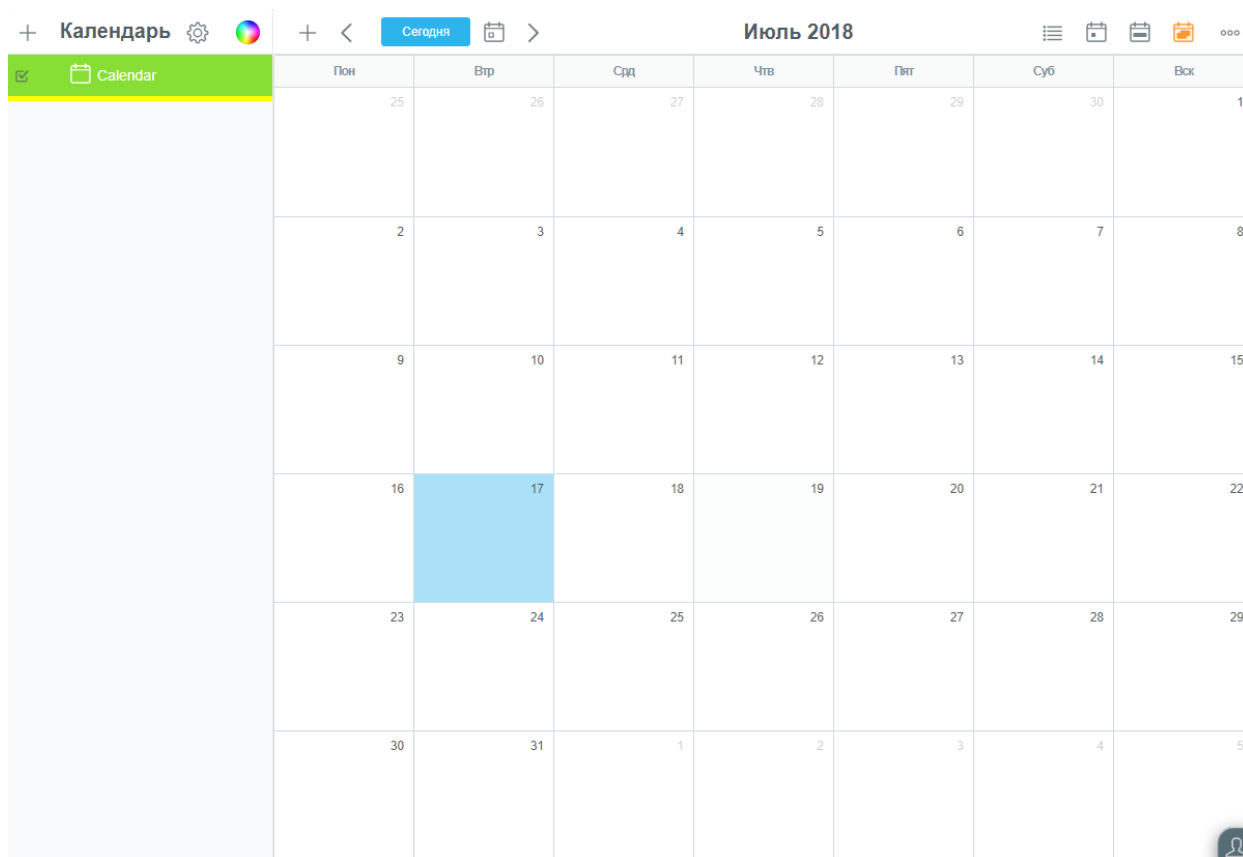 Календарь
Сегодня
Июль 2018
Calendar
Пон Втр Срд Чтв Пят Суб Вск
25 26 27 28 29 30 1
2 3 4 5 6 7 8
9 10 11 12 13 14 15
16 17 18 19 20 21 22
23 24 25 26 27 28 29
30 31 1 2 3 4 5